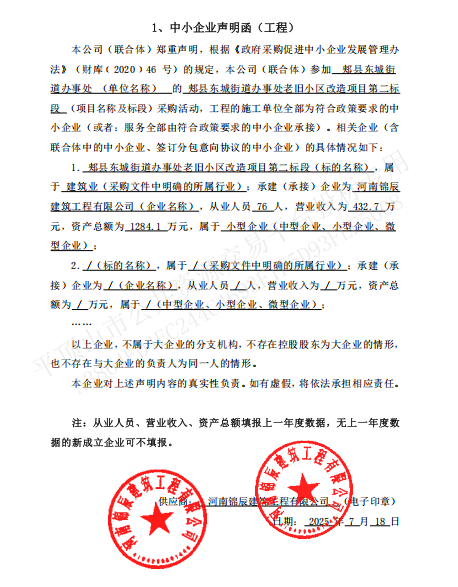 1、中小企业声明函（工程）
本公司（联合体）郑重声明，根据《政府采购促进中小企业发展管理办
法》（财库﹝2020﹞46 号）的规定，本公司（联合体）参加 郏县东城街
道办事处 （单位名称） 的 郏县东城街道办事处老旧小区改造项目第二标
段 （项目名称及标段）采购活动，工程的施工单位全部为符合政策要求的中
小企业（或者：服务全部由符合政策要求的中小企业承接）。相关企业（含
联合体中的中小企业、签订分包意向协议的中小企业）的具体情况如下：
1. 郏县东城街道办事处老旧小区改造项目第二标段（标的名称），属
于 建筑业（采购文件中明确的所属行业）；承建（承接）企业为 河南锦辰
建筑工程有限公司（企业名称），从业人员 76 人，营业收入为 432.7 万
元，资产总额为 1284.1 万元，属于 小型企业（中型企业、小型企业、微
型企业）；
2. /（标的名称），属于 /（采购文件中明确的所属行业）；承建（承
接）企业为 /（企业名称），从业人员 / 人，营业收入为 / 万元，资产总
额为 / 万元，属于 /（中型企业、小型企业、微型企业）；
……
以上企业，不属于大企业的分支机构，不存在控股股东为大企业的情形，
也不存在与大企业的负责人为同一人的情形。
本企业对上述声明内容的真实性负责。如有虚假，将依法承担相应责任。
注：从业人员、营业收入、资产总额填报上一年度数据，无上一年度数
据的新成立企业可不填报。
供应商： 河南锦辰建筑工程有限公司 （电子印章）
日期： 2025 年 7 月 18 日
河南锦辰建筑工程有限公司
河南锦辰建筑工程有限公司